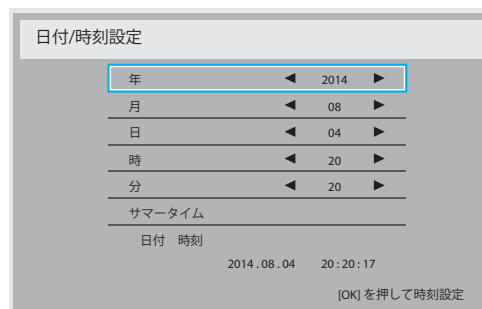 日付/時刻設定
年 ◀ 2014 ▶
月 ◀ 08 ▶
日 ◀ 04 ▶
時 ◀ 20 ▶
分 ◀ 20 ▶
サマータイム
日付 時刻
2014 . 08 . 04 20 : 20 : 17
[OK] を押して時刻設定